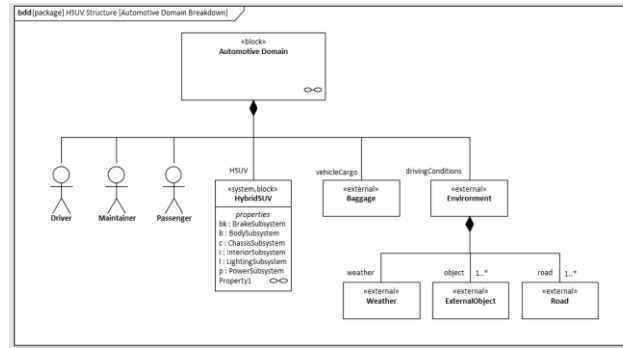 bdd [package] HSUV Structure [Automotive Domain Breakdown]
«block»
Automotive Domain
HSUV
vehicleCargo
drivingConditions
Driver
Maintainer
Passenger
«system,block»
HybridSUV
properties
bk : BrakeSubsystem
b : BodySubsystem
c : ChassisSubsystem
i : InteriorSubsystem
l : LightingSubsystem
p : PowerSubsystem
Property1
«external»
Baggage
«external»
Environment
weather
object
1..*
road
1..*
«external»
Weather
«external»
ExternalObject
«external»
Road